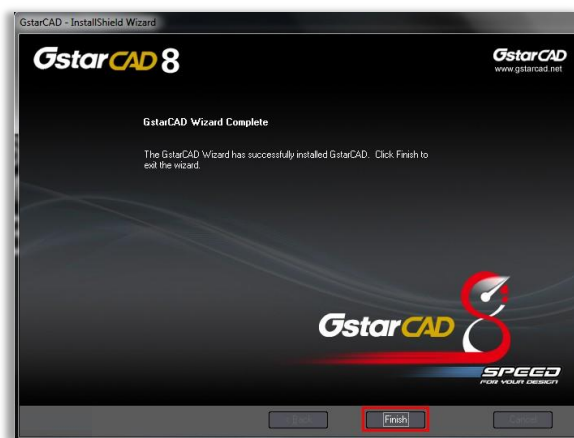 GstarCAD - InstallShield Wizard
GstarCAD 8
GstarCAD
www.gstarcad.net
GstarCAD Wizard Complete
The GstarCAD Wizard has successfully installed GstarCAD. Click Finish to
exit the wizard.
GstarCAD 8
SPEED
FOR YOUR DESIGN
< Back
Finish
Cancel